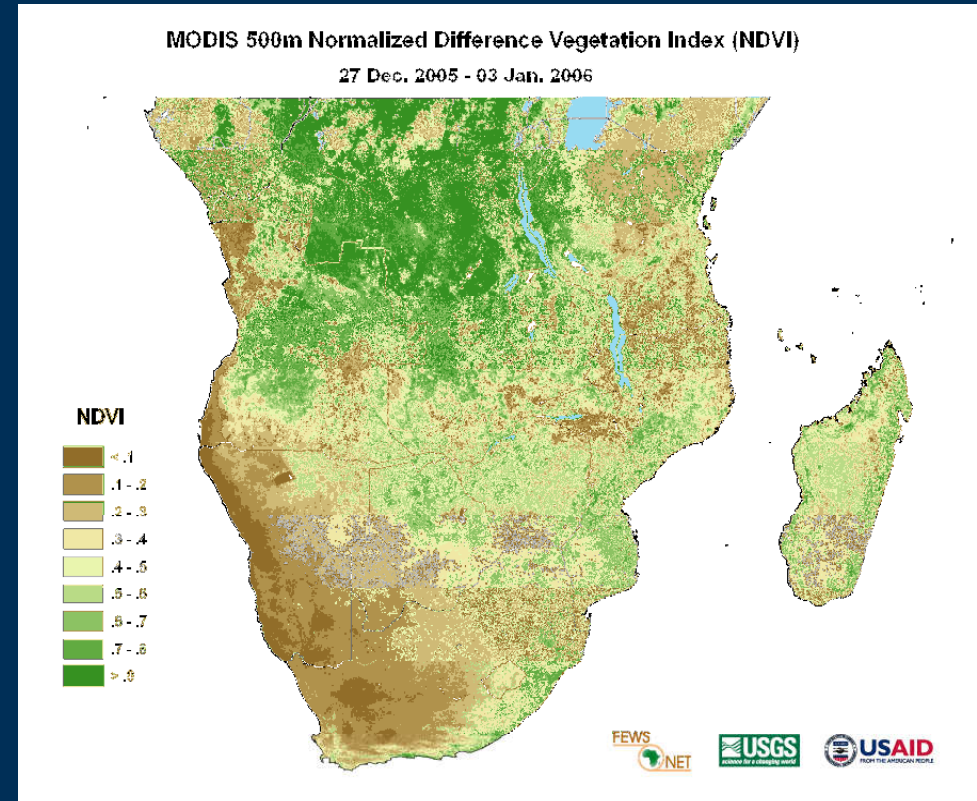 MODIS 500m Normalized Difference Vegetation Index (NDVI)
27 Dec. 2005 - 03 Jan. 2006
NDVI
< .1
.1 - .2
.2 - .3
.3 - .4
.4 - .5
.5 - .6
.6 - .7
.7 - .8
> .8
FEWS
NET
USGS
science for a changing world
USAID
FROM THE AMERICAN PEOPLE